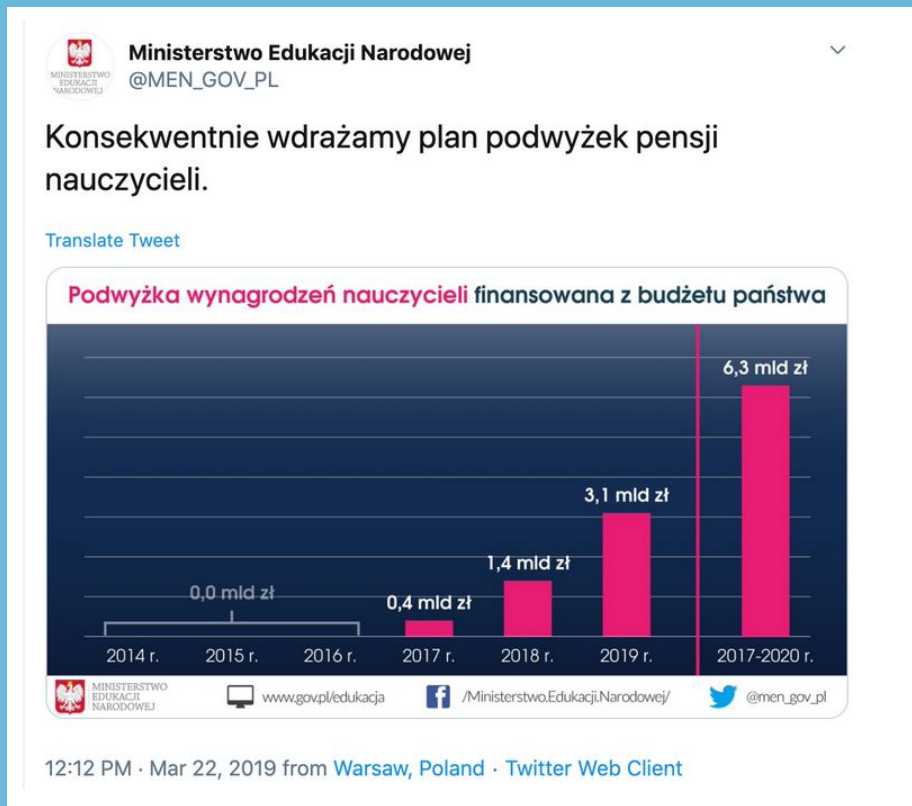 Ministerstwo Edukacji Narodowej
@MEN_GOV_PL
MINISTERSTWO
EDUKACJI
NARODOWEJ
Konsekwentnie wdrażamy plan podwyżek pensji
nauczycieli.
Translate Tweet
Podwyżka wynagrodzeń nauczycieli finansowana z budżetu państwa
6,3 mld zł
3,1 mld zł
1,4 mld zł
0,0 mld zł
0,4 mld zł
2014 r. 2015 r. 2016 r. 2017 r. 2018 r. 2019 r. 2017-2020 r.
MINISTERSTWO
EDUKACJI
NARODOWEJ
www.gov.pl/edukacja
/Ministerstwo.Edukacji.Narodowej/
@men_gov_pl
12:12 PM · Mar 22, 2019 from Warsaw, Poland · Twitter Web Client